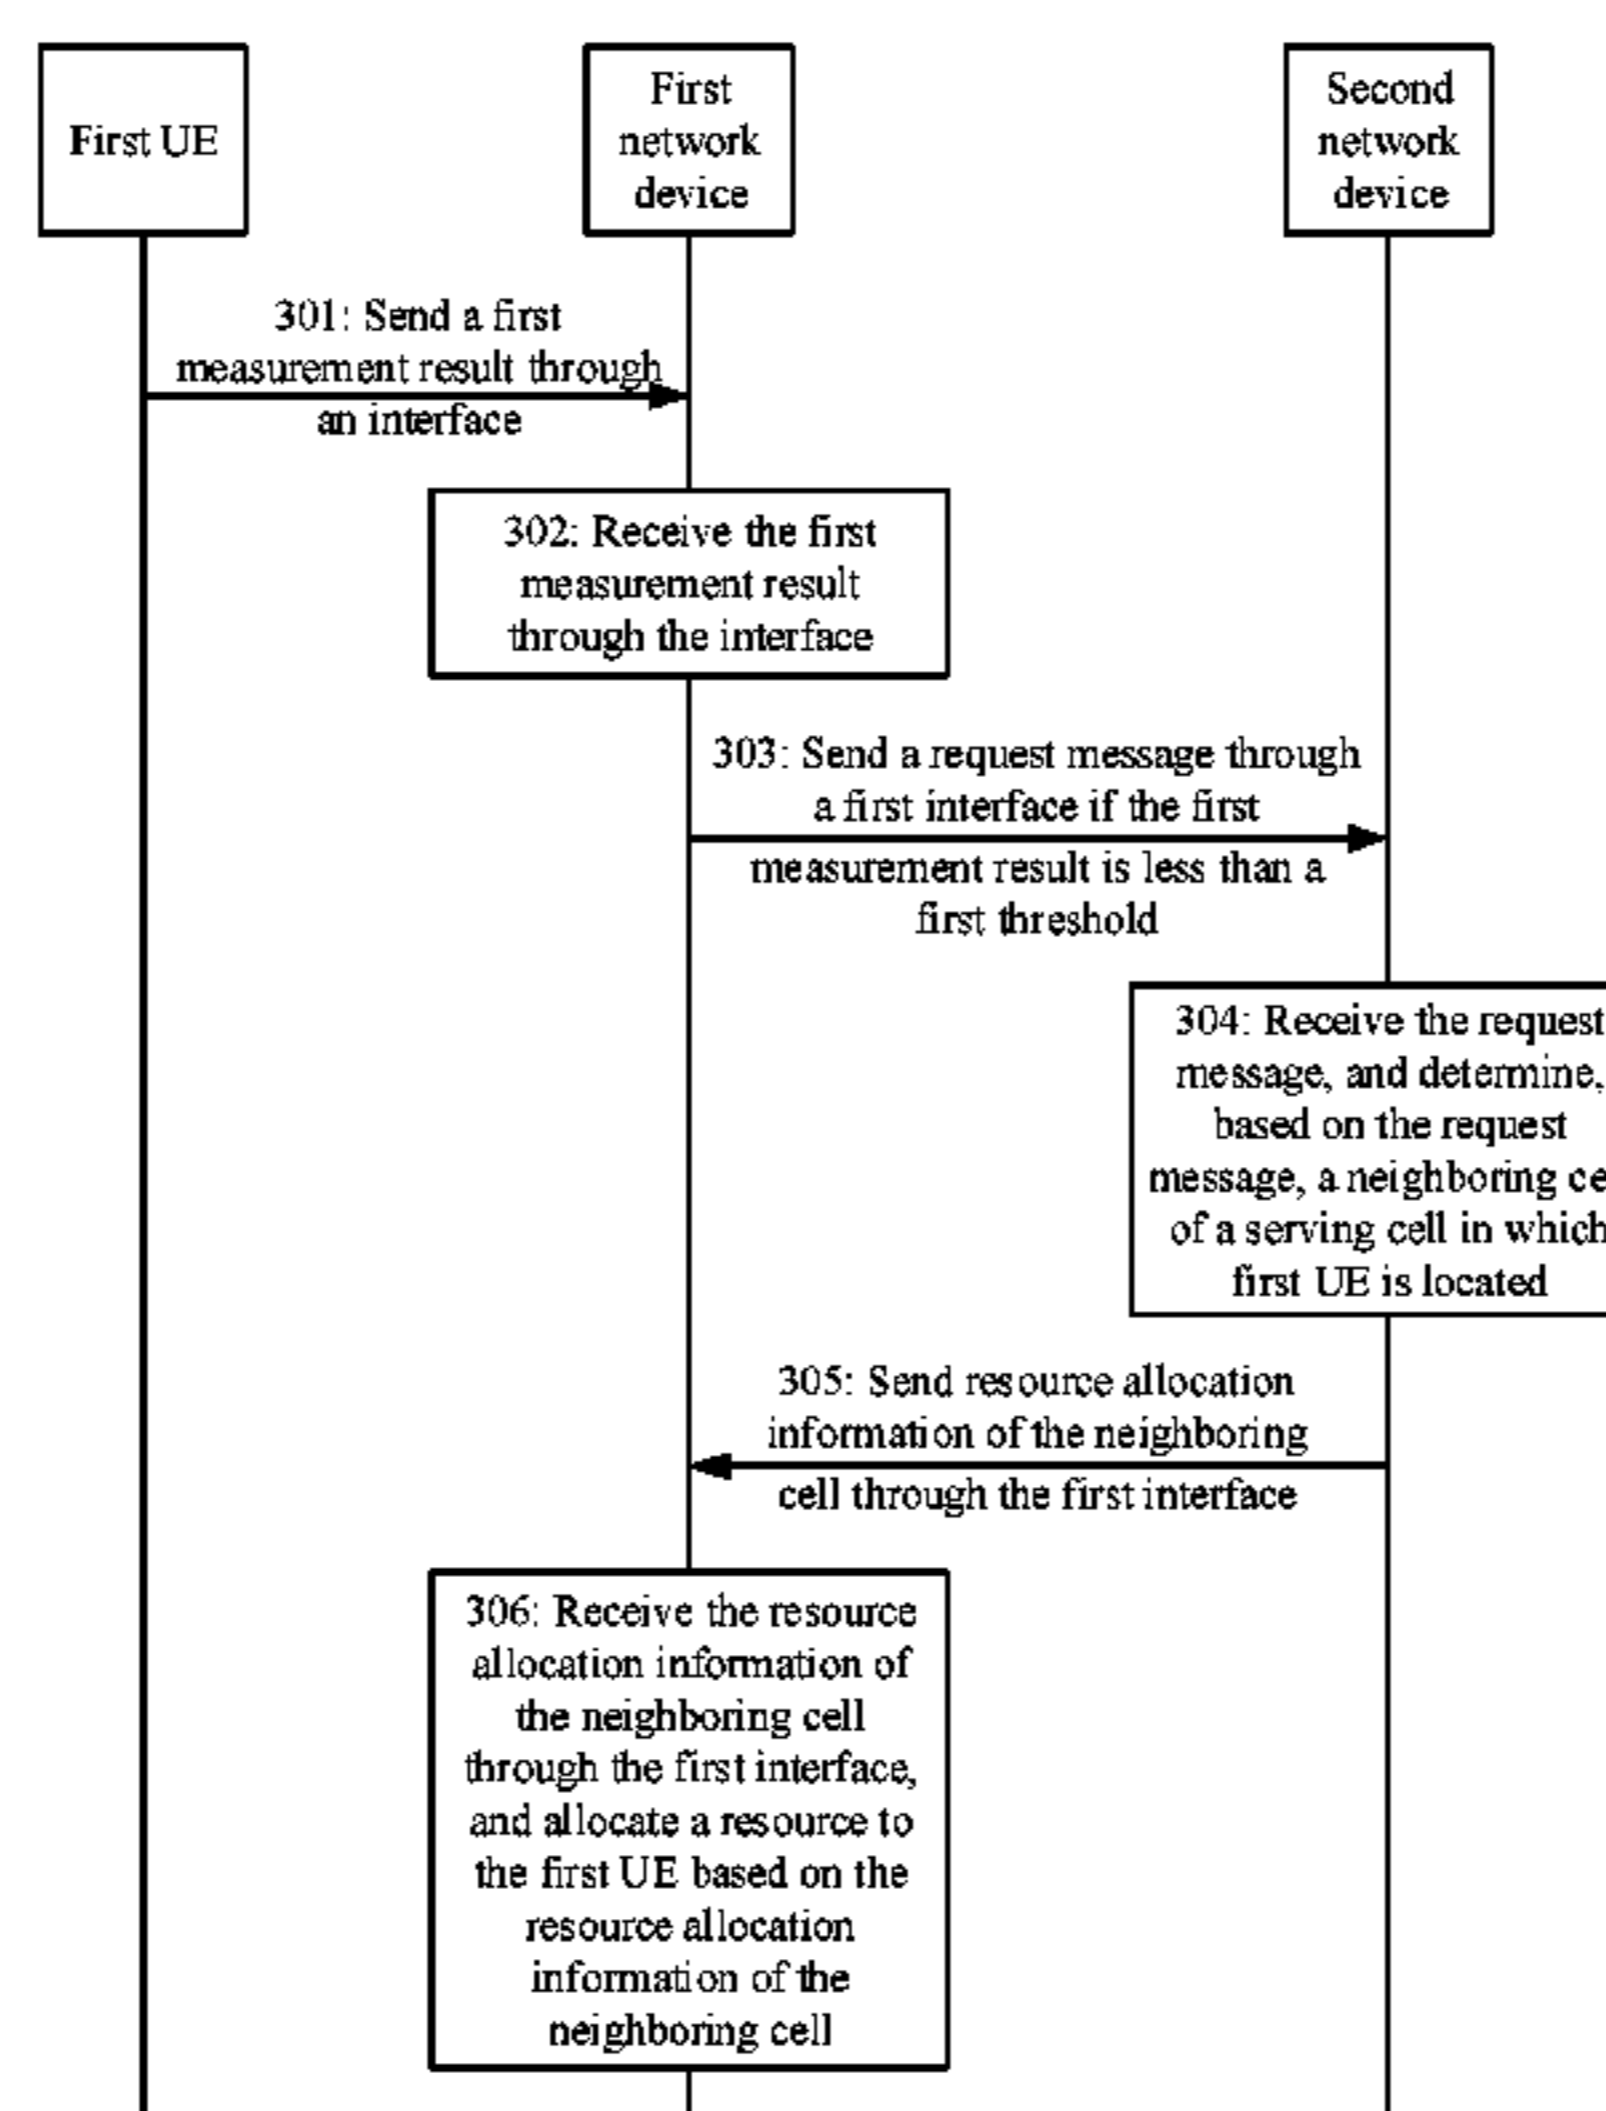 First UE
First
network
device
Second
network
device
301: Send a first
measurement result through
an interface
302: Receive the first
measurement result
through the interface
303: Send a request message through
a first interface if the first
measurement result is less than a
first threshold
304: Receive the request
message, and determine,
based on the request
message, a neighboring
of a serving cell in which
first UE is located
305: Send resource allocation
information of the neighboring
cell through the first interface
306: Receive the resource
allocation information of
the neighboring cell
through the first interface,
and allocate a resource to
the first UE based on the
resource allocation
information of the
neighboring cell